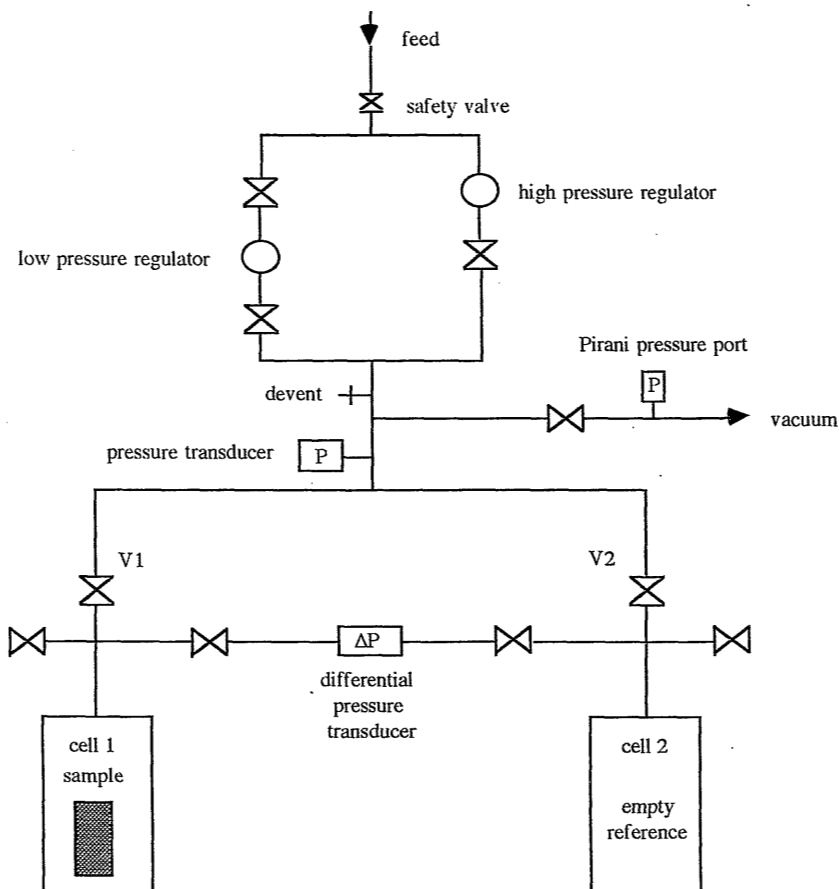 feed
safety valve
high pressure regulator
low pressure regulator
Pirani pressure port
P
devent
vacuum
pressure transducer
P
V1
V2
ΔP
differential
pressure
transducer
cell 1
sample
cell 2
empty
reference